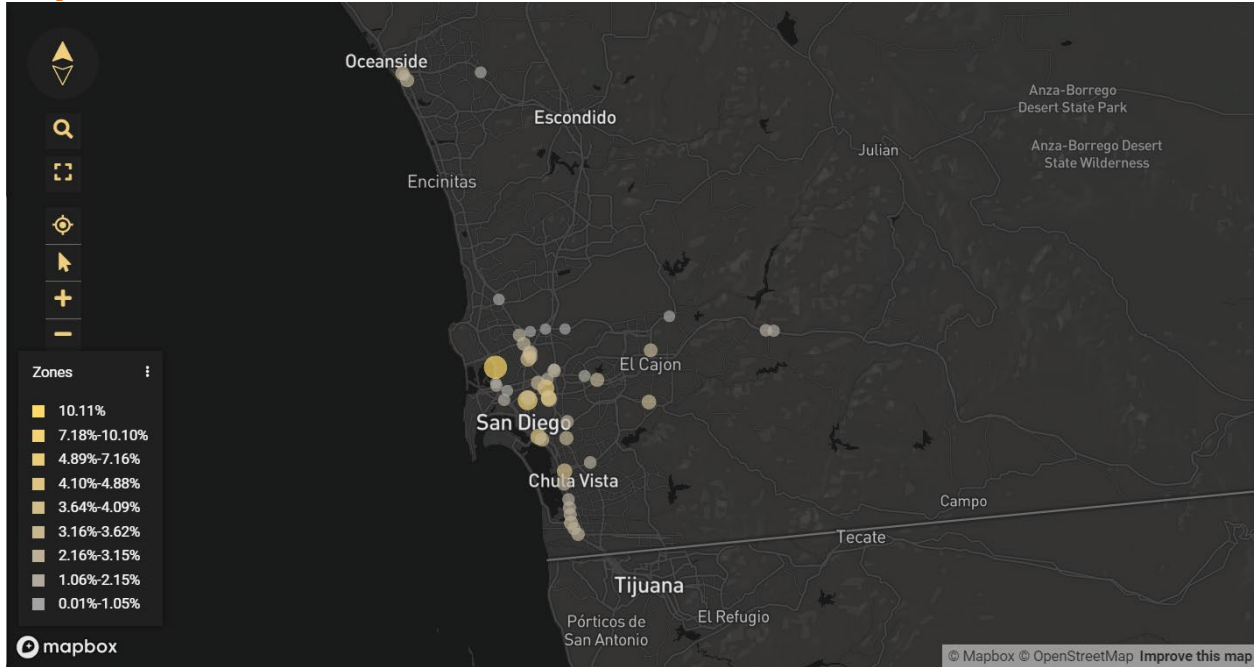 Oceanside
Escondido
Anza-Borrego
Desert State Park
Julian
Anza-Borrego Desert
State Wilderness
Encinitas
El Cajon
San Diego
Chula Vista
Campo
Tecate
Tijuana
El Refugio
Pórticos de
San Antonio
Zones
10.11%
7.18%-10.10%
4.89%-7.16%
4.10%-4.88%
3.64%-4.09%
3.16%-3.62%
2.16%-3.15%
1.06%-2.15%
0.01%-1.05%
mapbox
© Mapbox © OpenStreetMap Improve this map